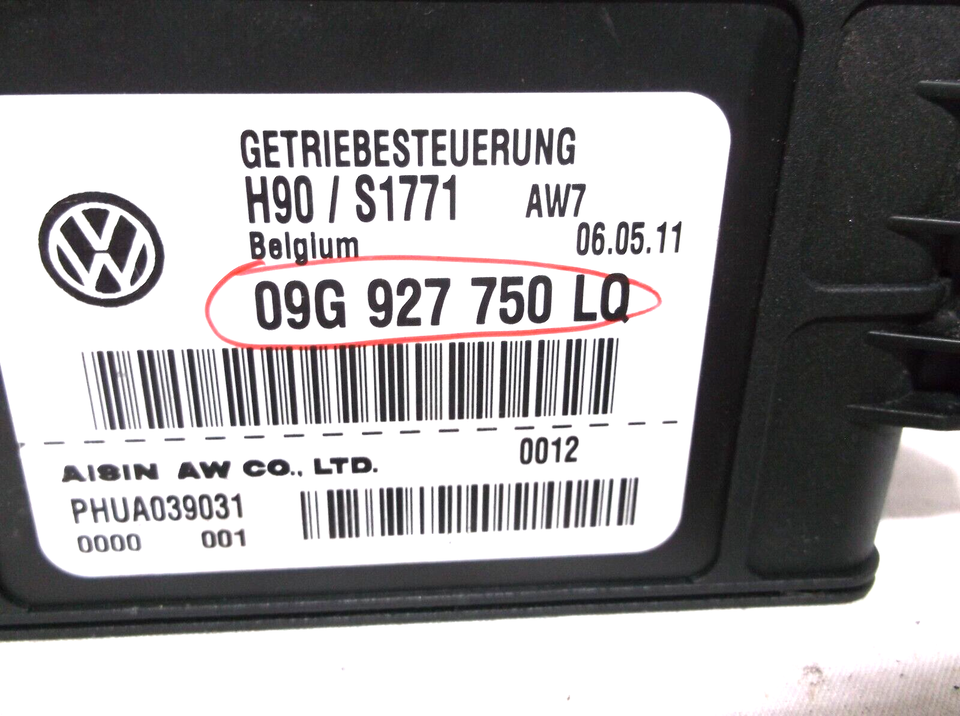 GETRIEBESTEUERUNG
H90 / S1771 AW7
Belgium 06.05.11
09G 927 750 LQ
AISIN AW CO., LTD. 0012
PHUA039031
0000 001